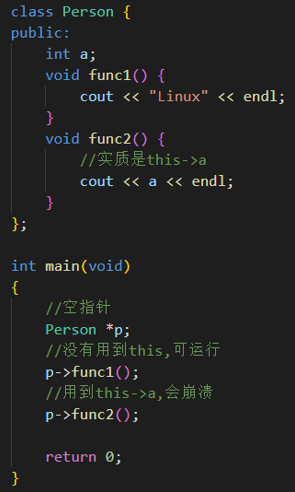 class Person {
public:
    int a;
    void func1() {
        cout << "Linux" << endl;
    }
    void func2() {
        //实质是this->a
        cout << a << endl;
    }
};

int main(void)
{
    //空指针
    Person *p;
    //没有用到this,可运行
    p->func1();
    //用到this->a,会崩溃
    p->func2();

    return 0;
}